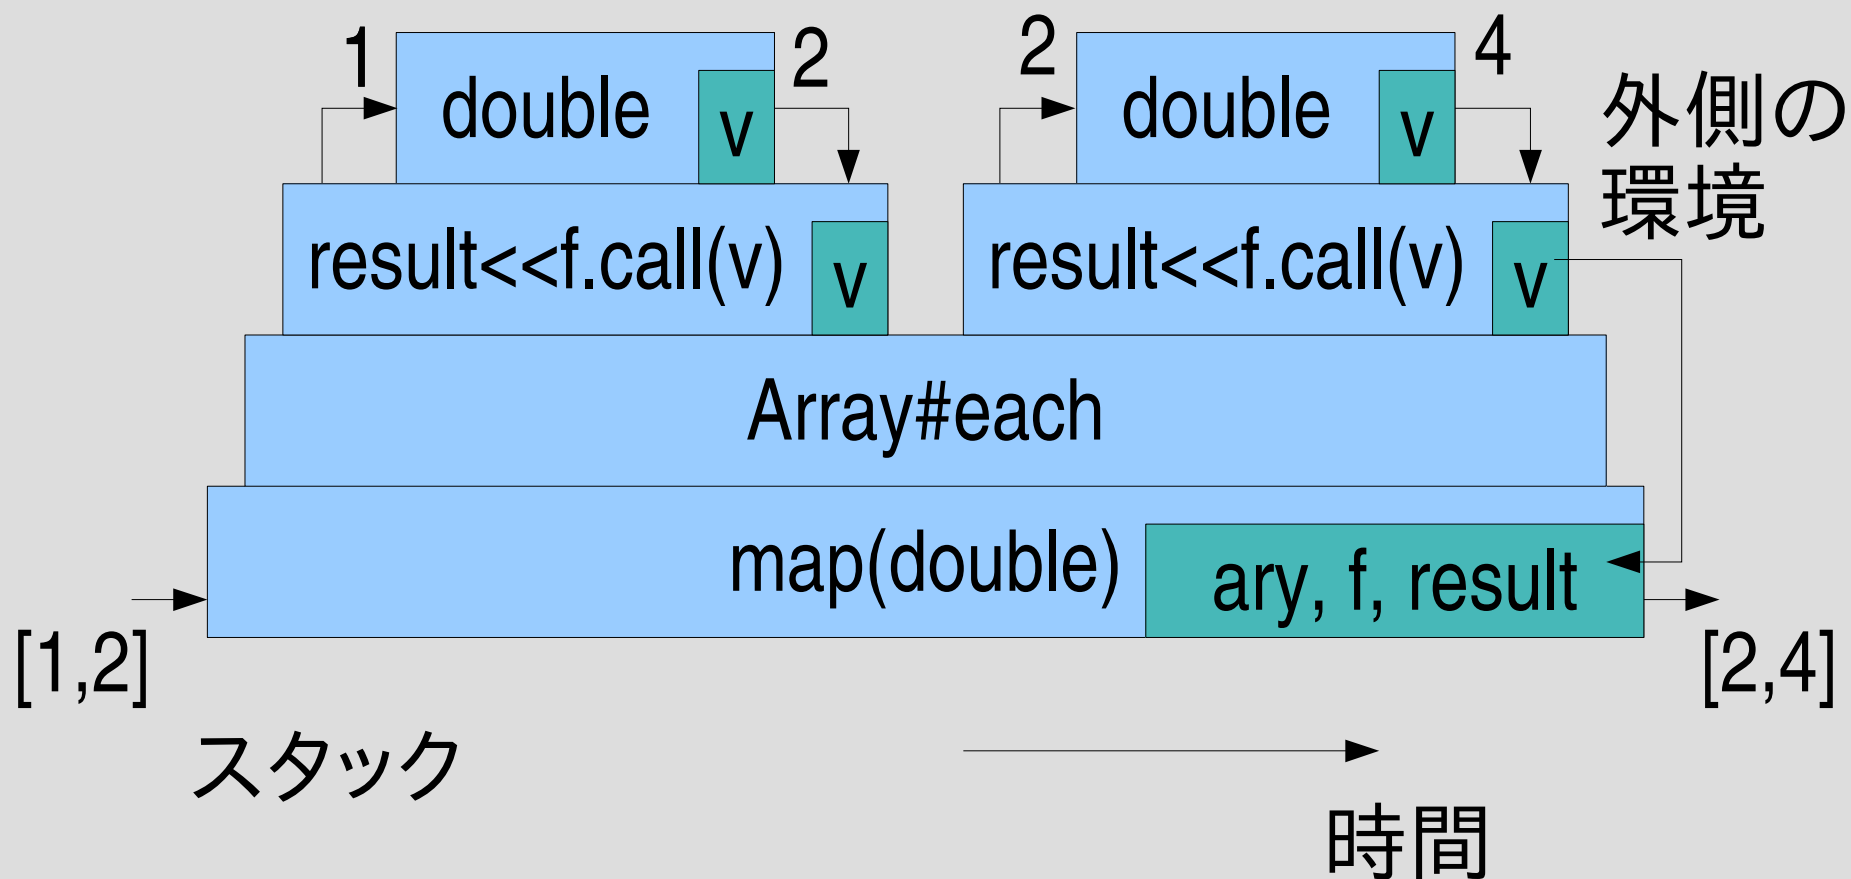 1 double v 2
2 double v 4
外側の
環境
result<<f.call(v) v
result<<f.call(v) v
Array#each
map(double) ary, f, result
[1,2]
[2,4]
スタック
時間